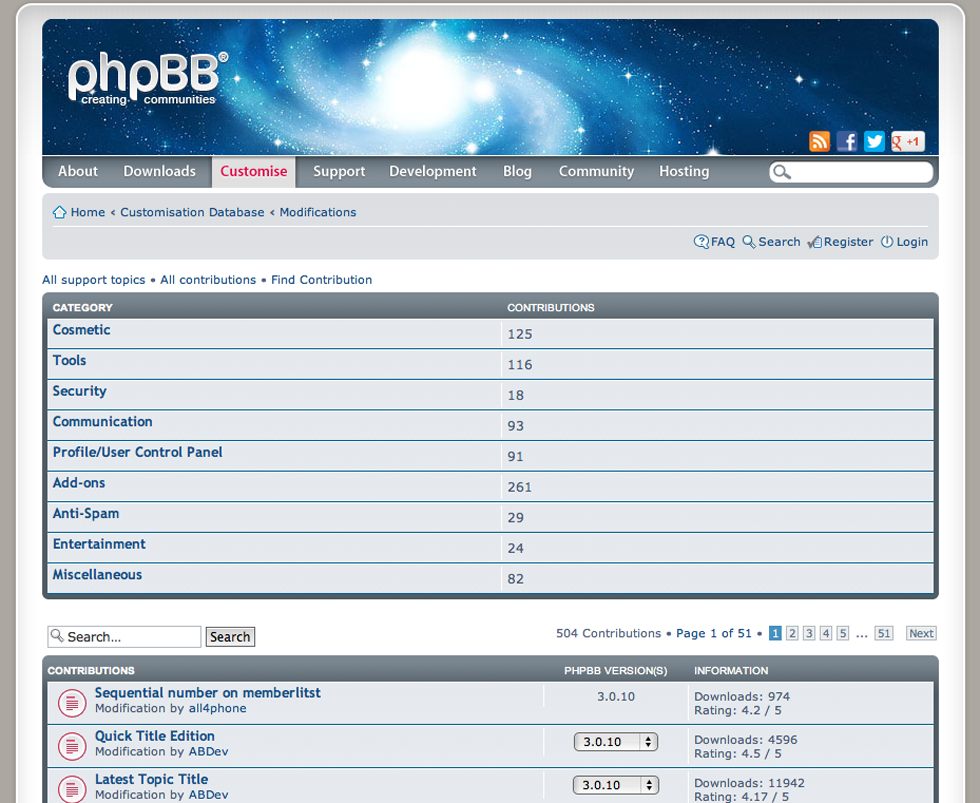 phpBB®
creating communities
g +1
About Downloads Customise Support Development Blog Community Hosting
Home ‹ Customisation Database ‹ Modifications
FAQ Search Register Login
All support topics • All contributions • Find Contribution
CATEGORY CONTRIBUTIONS
Cosmetic 125
Tools 116
Security 18
Communication 93
Profile/User Control Panel 91
Add-ons 261
Anti-Spam 29
Entertainment 24
Miscellaneous 82
Search... Search 504 Contributions • Page 1 of 51 • 1 2 3 4 5 ... 51 Next
CONTRIBUTIONS PHPBB VERSION(S) INFORMATION
Sequential number on memberlitst 3.0.10 Downloads: 974
Modification by all4phone Rating: 4.2 / 5
Quick Title Edition 3.0.10 Downloads: 4596
Modification by ABDev Rating: 4.5 / 5
Latest Topic Title 3.0.10 Downloads: 11942
Modification by ABDev Rating: 4.17 / 5